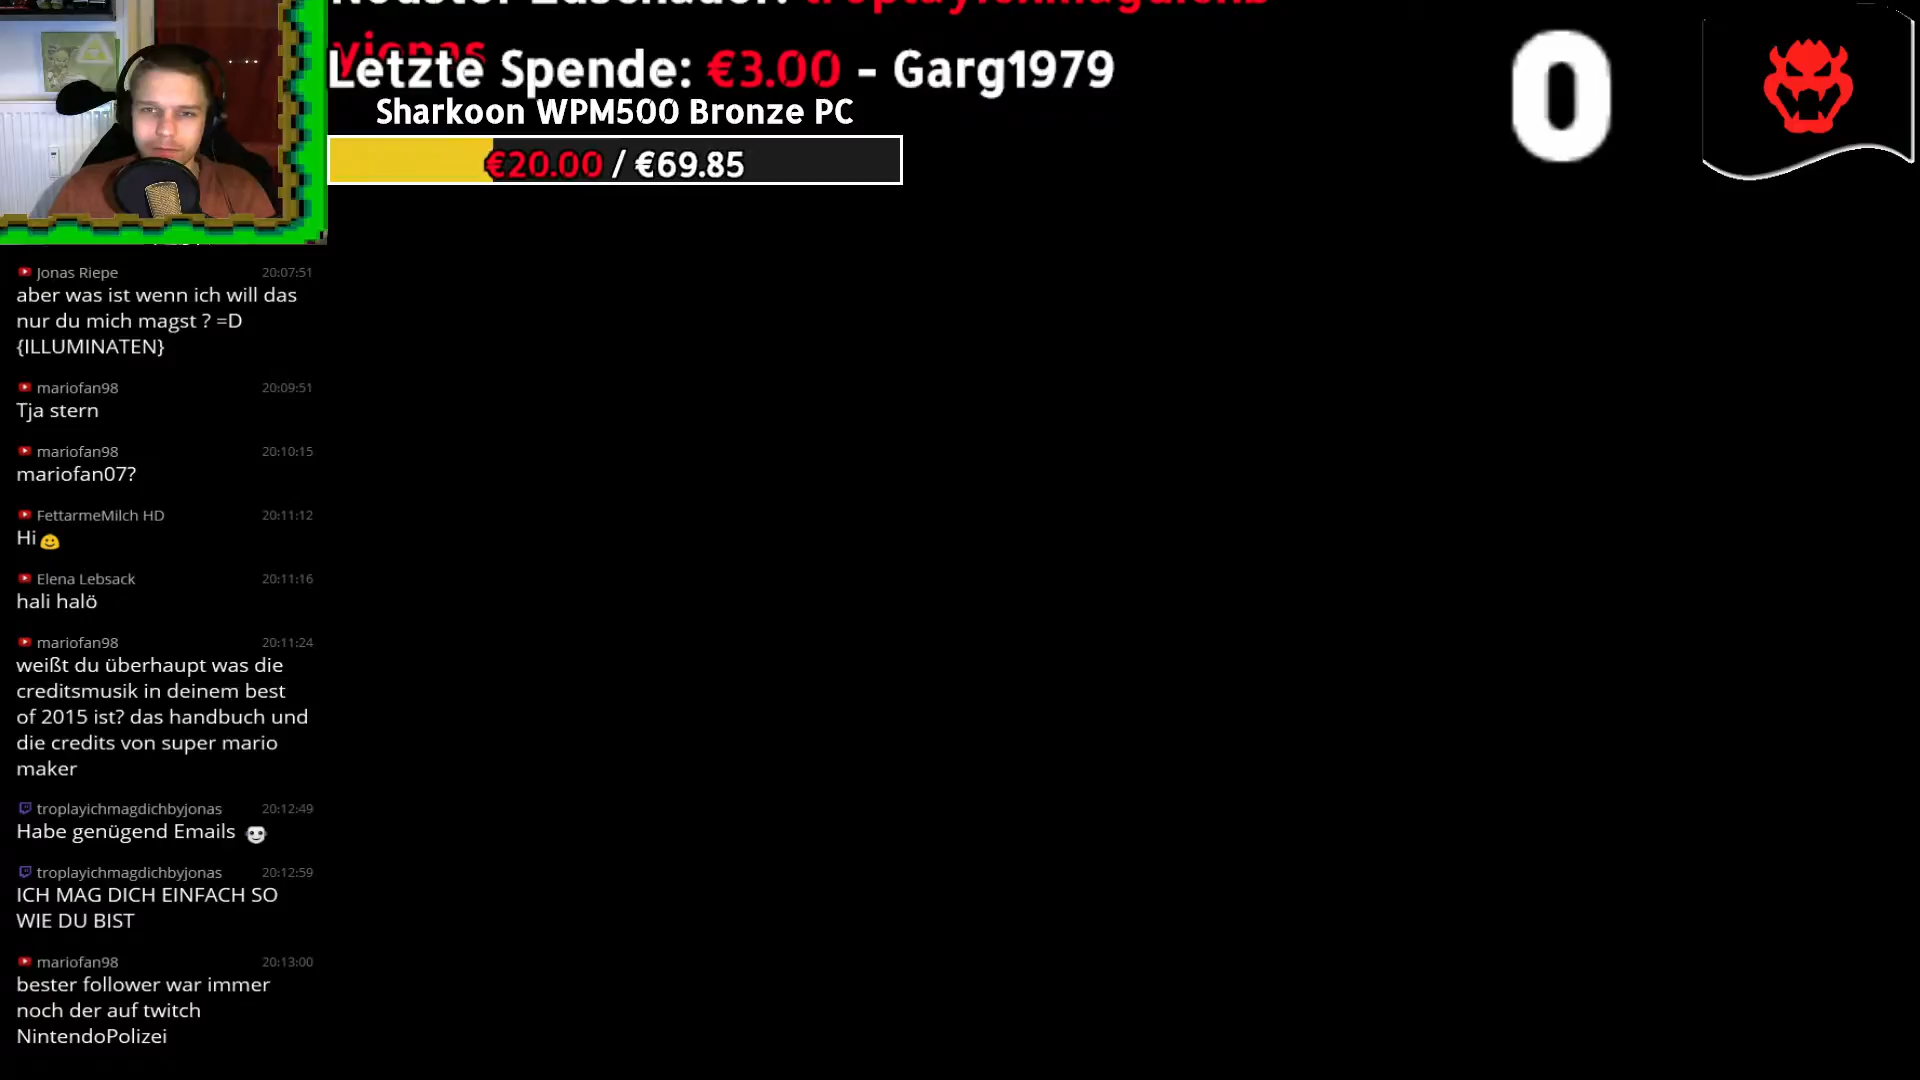 Letzte Spende: €3.00 - Garg1979
Sharkoon WPM500 Bronze PC
€20.00 / €69.85
0
Jonas Riepe 20:07:51
aber was ist wenn ich will das
nur du mich magst ? =D
{ILLUMINATEN}
mariofan98 20:09:51
Tja stern
mariofan98 20:10:15
mariofan07?
FettarmeMilch HD 20:11:12
Hi
Elena Lebsack 20:11:16
hali halö
mariofan98 20:11:24
weißt du überhaupt was die
creditsmusik in deinem best
of 2015 ist? das handbuch und
die credits von super mario
maker
troplayichmagdichbyjonas 20:12:49
Habe genügend Emails
troplayichmagdichbyjonas 20:12:59
ICH MAG DICH EINFACH SO
WIE DU BIST
mariofan98 20:13:00
bester follower war immer
noch der auf twitch
NintendoPolizei